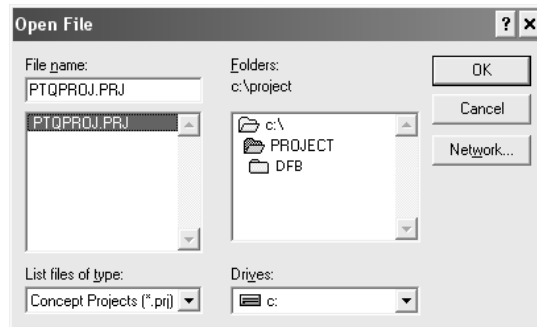 Open File
File name:
PTQPROJ.PRJ
PTQPROJ.PRJ
List files of type:
Concept Projects (*.prj)
Folders:
c:\project
c:\
PROJECT
DFB
Drives:
c:
OK
Cancel
Network...